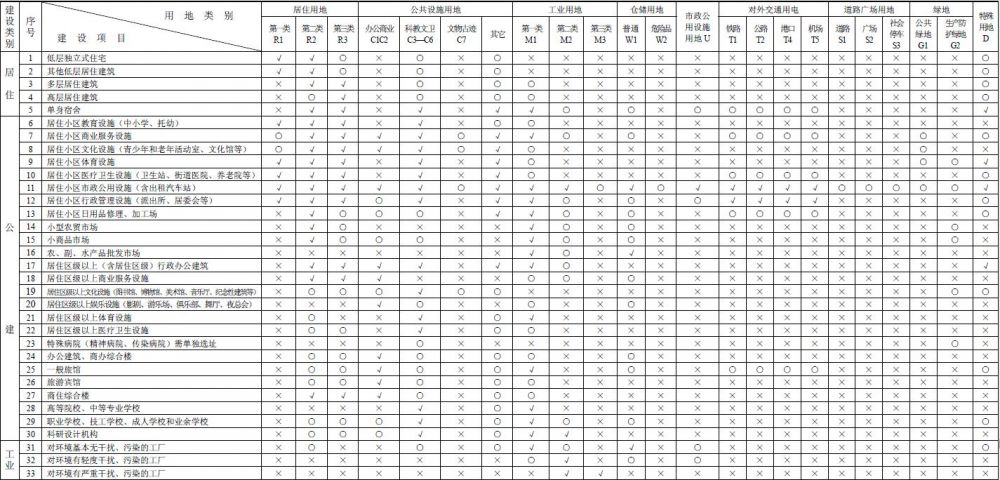 建设类别 序号 用地类别 居住用地 公共设施用地 工业用地 仓储用地 市政公用设施用地 U 对外交通用电 道路广场用地 绿地 特殊用地 D
建设项目 第一类 R1 第二类 R2 第三类 R3 办公商业 C1C2 科教文卫 C3—C6 文物古迹 C7 其它 第一类 M1 第二类 M2 第三类 M3 普通 W1 危险品 W2 铁路 T1 公路 T2 港口 T4 机场 T5 道路 S1 广场 S2 社会停车 S3 公共绿地 G1 生产防护绿地 G2
居住
1 低层独立式住宅
2 其他低层居住建筑
3 多层居住建筑
4 高层居住建筑
5 单身宿舍
公建
6 居住小区教育设施（中小学、托幼）
7 居住小区商业服务设施
8 居住小区文化设施（青少年和老年活动室、文化馆等）
9 居住小区体育设施
10 居住小区医疗卫生设施（卫生站、街道医院、养老院等）
11 居住小区市政公用设施（含出租汽车站）
12 居住小区行政管理设施（派出所、居委会等）
13 居住小区日用品修理、加工场
14 小型农贸市场
15 小商品市场
16 农、副、水产品批发市场
17 居住区级以上（含居住区级）行政办公建筑
18 居住区级以上商业服务设施
19 居住区级以上文化设施（图书馆、博物馆、美术馆、音乐厅、纪念性建筑等）
20 居住区级以上娱乐设施（影剧、游乐场、俱乐部、舞厅、夜总会）
21 居住区级以上体育设施
22 居住区级以上医疗卫生设施
23 特殊病院（精神病院、传染病院）需单独选址
24 办公建筑、商办综合楼
25 一般旅馆
26 旅游宾馆
27 商住综合楼
28 高等院校、中等专业学校
29 职业学校、技工学校、成人学校和业余学校
30 科研设计机构
工业
31 对环境基本无干扰、污染的工厂
32 对环境有轻度干扰、污染的工厂
33 对环境有严重干扰、污染的工厂